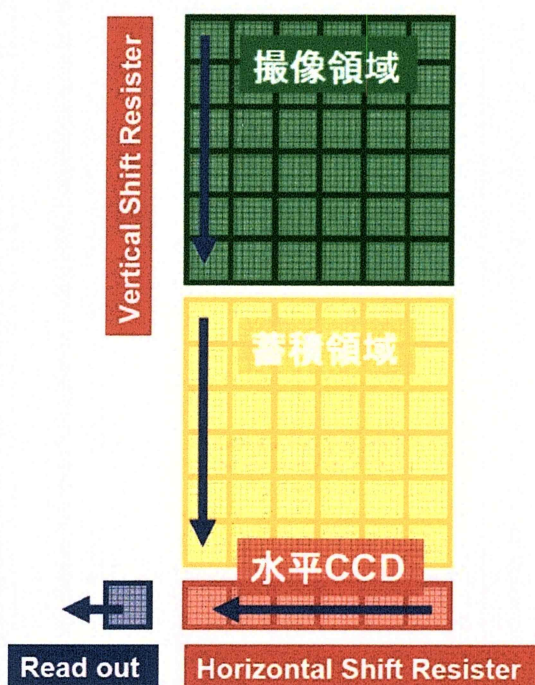 Vertical Shift Resister
撮像領域
蓄積領域
水平CCD
Read out
Horizontal Shift Resister